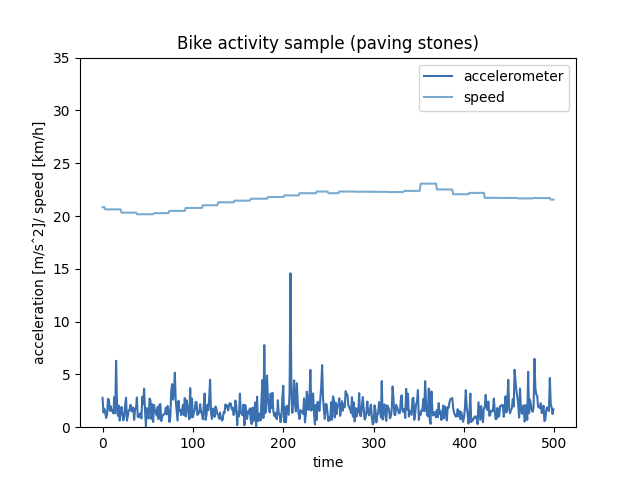 Bike activity sample (paving stones)
accelerometer
speed
35
30
25
20
15
10
5
0
acceleration [m/sˆ2]/ speed [km/h]
0 100 200 300 400 500
time